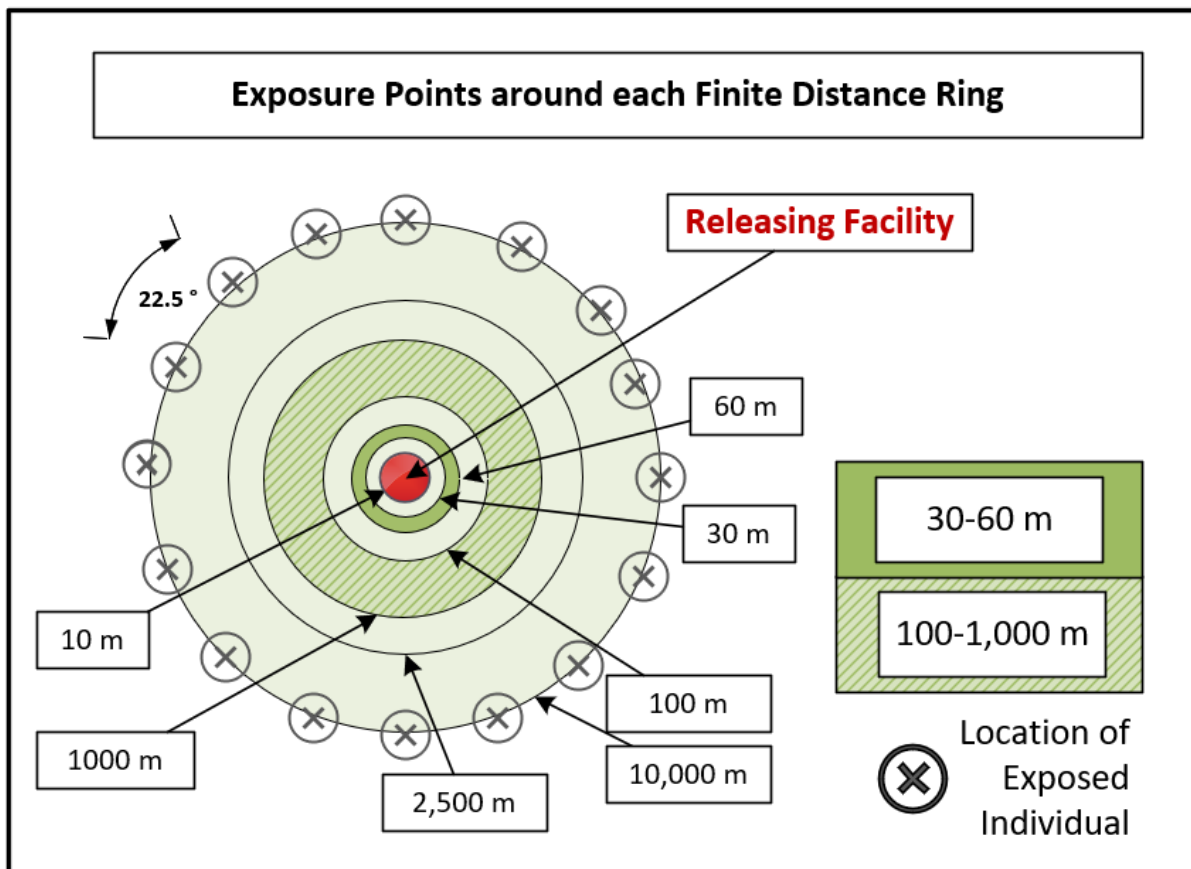 Exposure Points around each Finite Distance Ring
Releasing Facility
22.5 °
60 m
30 m
30-60 m
100-1,000 m
10 m
100 m
1000 m
10,000 m
2,500 m
Location of
Exposed
Individual